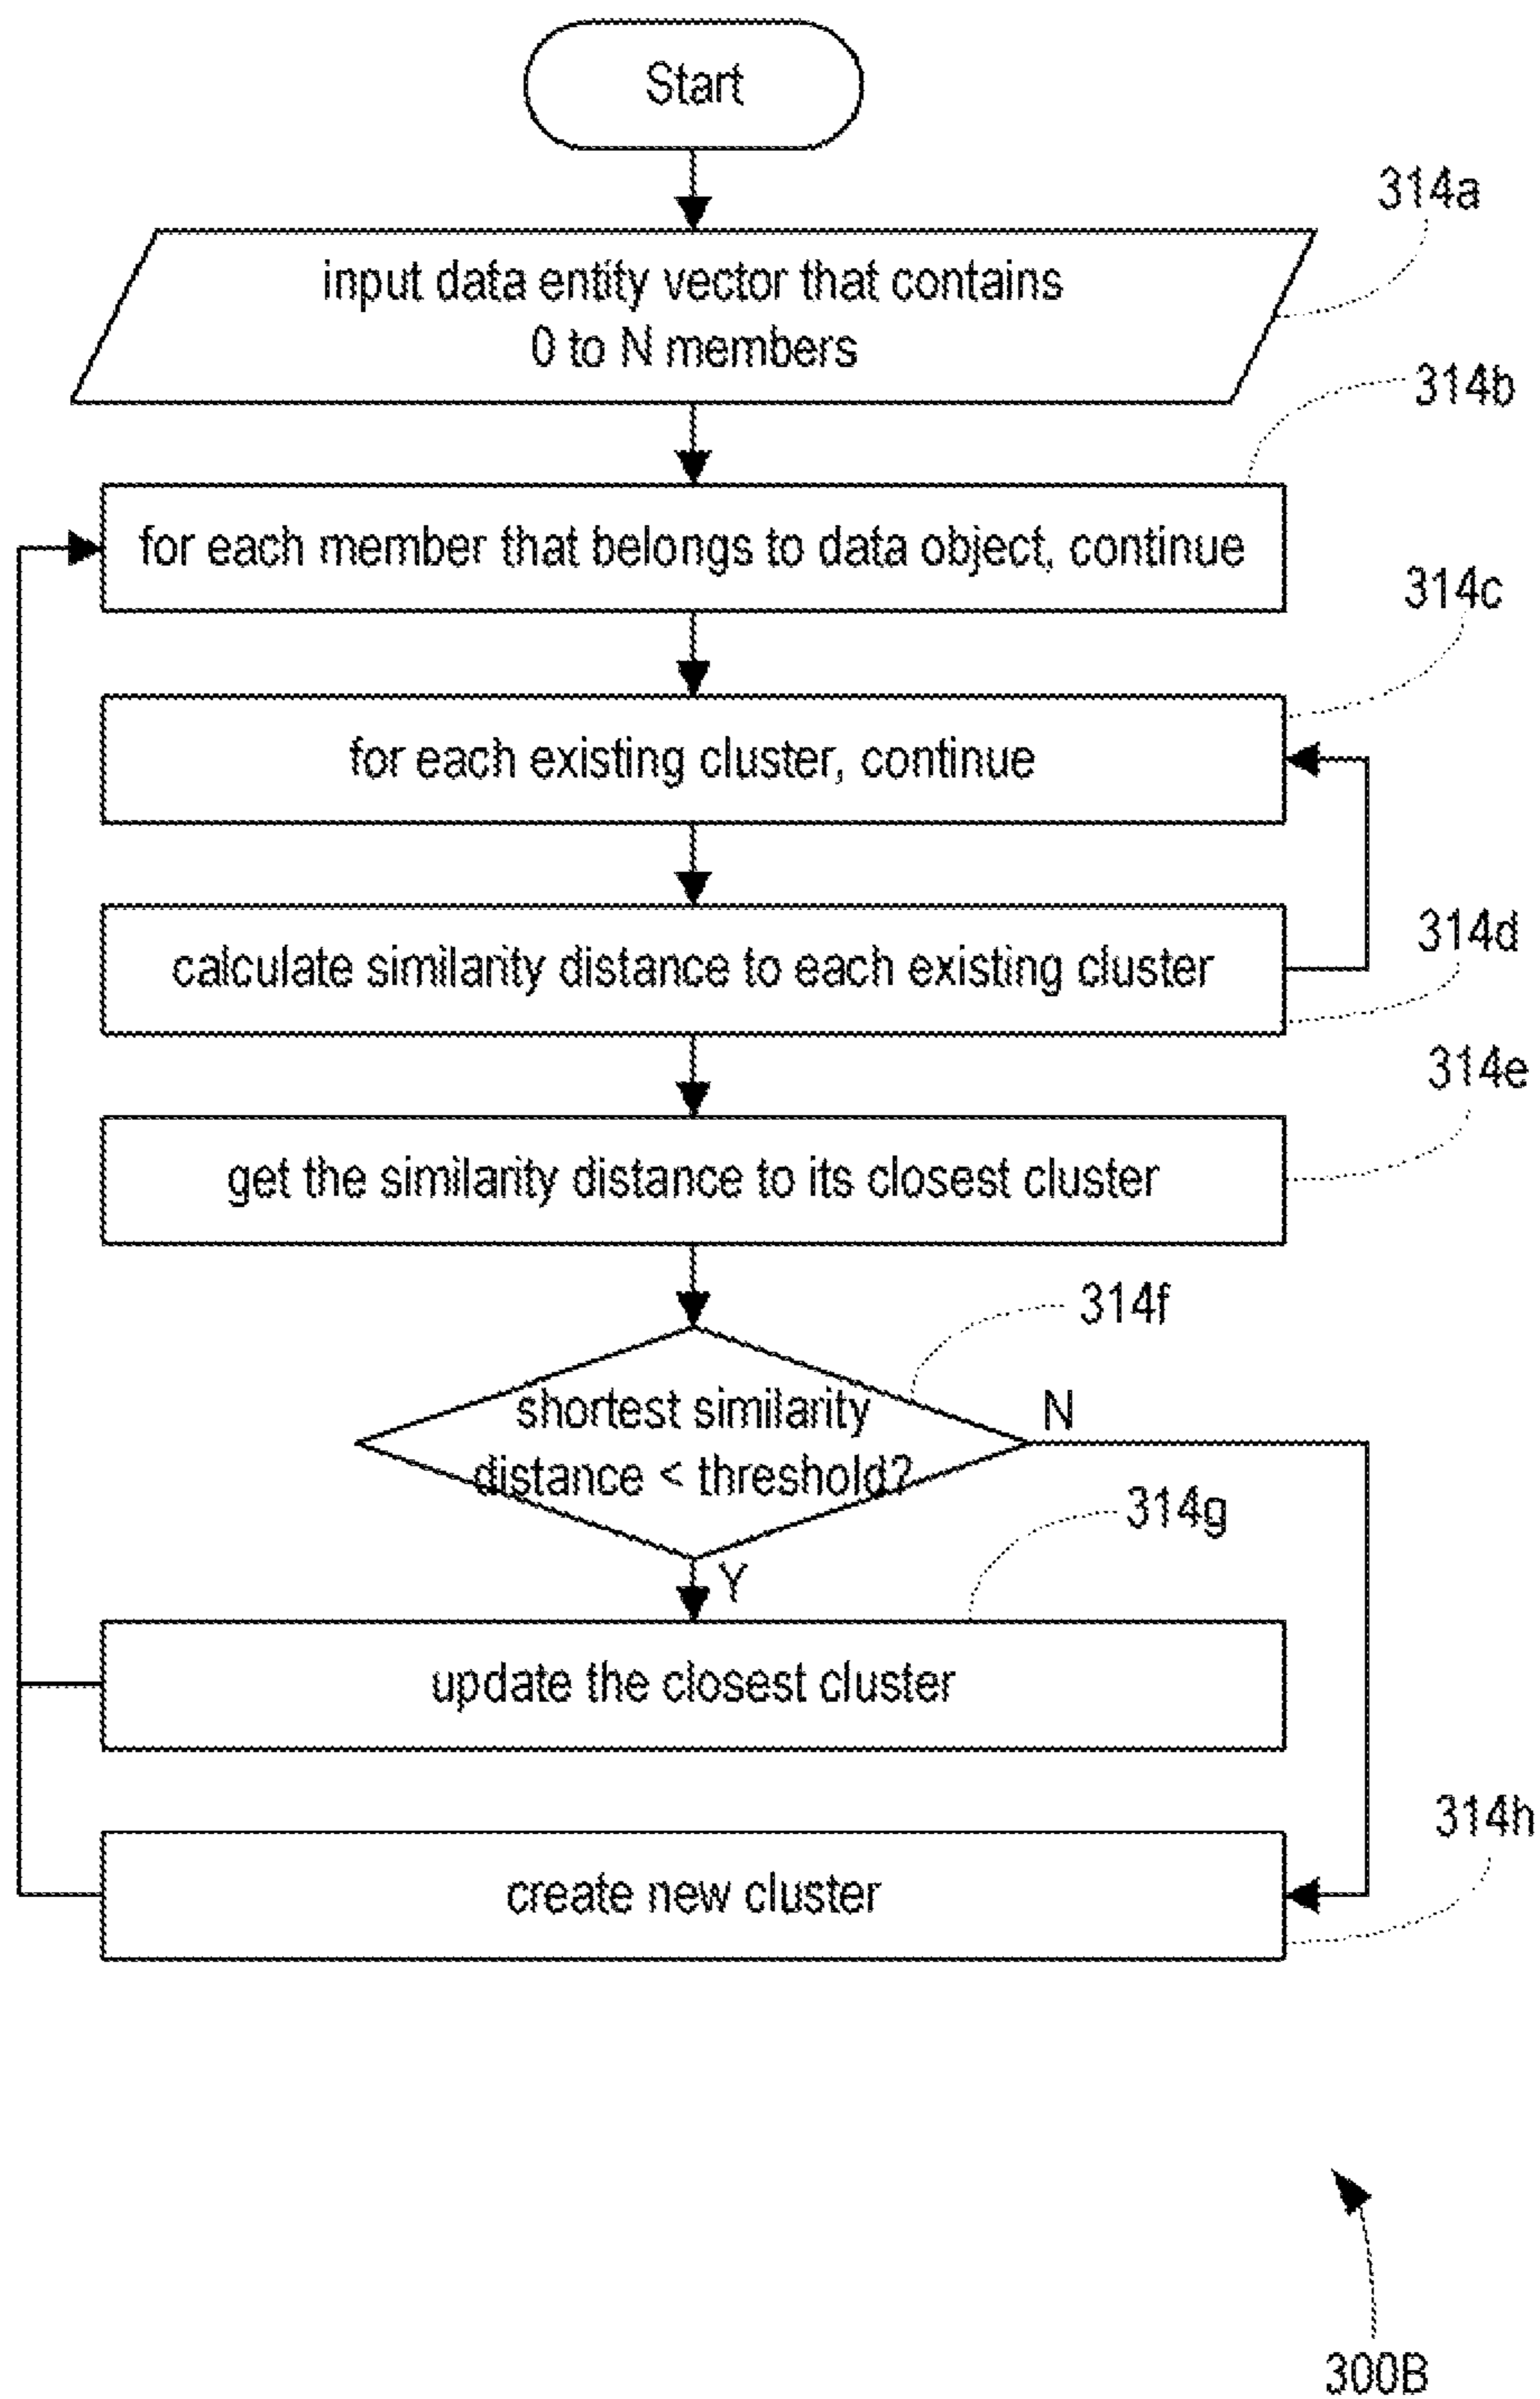 Start
314a
input data entity vector that contains
0 to N members
314b
for each member that belongs to data object, continue
314c
for each existing cluster, continue
314d
calculate similarity distance to each existing cluster
314e
get the similarity distance to its closest cluster
314f
shortest similarity
distance < threshold?
N
Y
314g
update the closest cluster
314h
create new cluster
300B